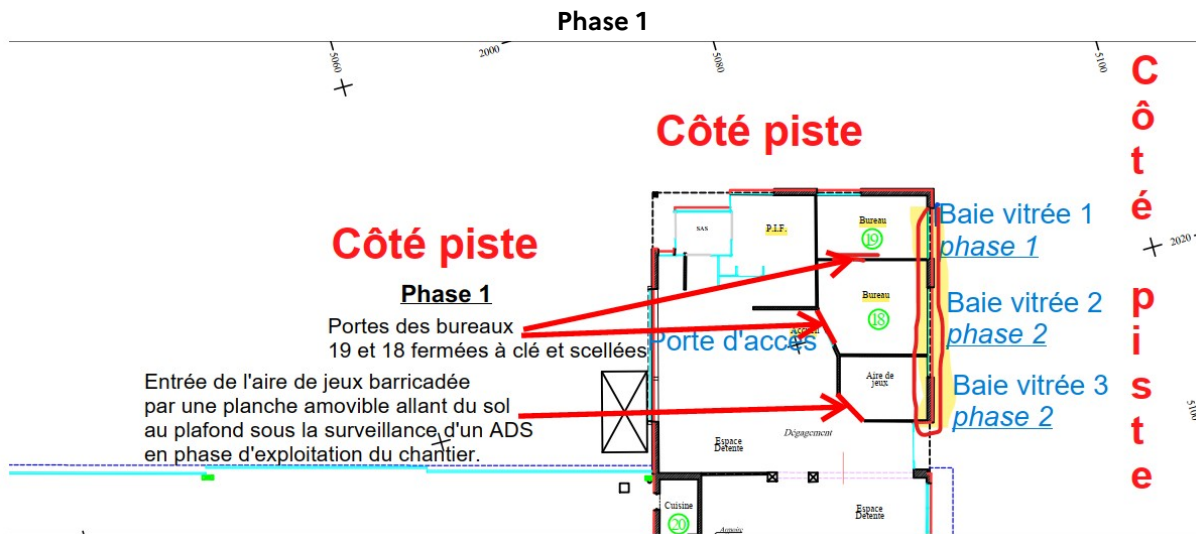 Phase 1
5060
2000
5080
5100
Côté piste
Côté piste
Côté piste
2020
5100
SAS
P.I.F.
Bureau
19
Baie vitrée 1
phase 1
Phase 1
Portes des bureaux
19 et 18 fermées à clé et scellées
Bureau
18
Baie vitrée 2
phase 2
Porte d'accès
Entrée de l'aire de jeux barricadée
par une planche amovible allant du sol
au plafond sous la surveillance d'un ADS
en phase d'exploitation du chantier.
Aire de
jeux
Baie vitrée 3
phase 2
Dégagement
Espace
Détente
Cuisine
20
Espace
Détente